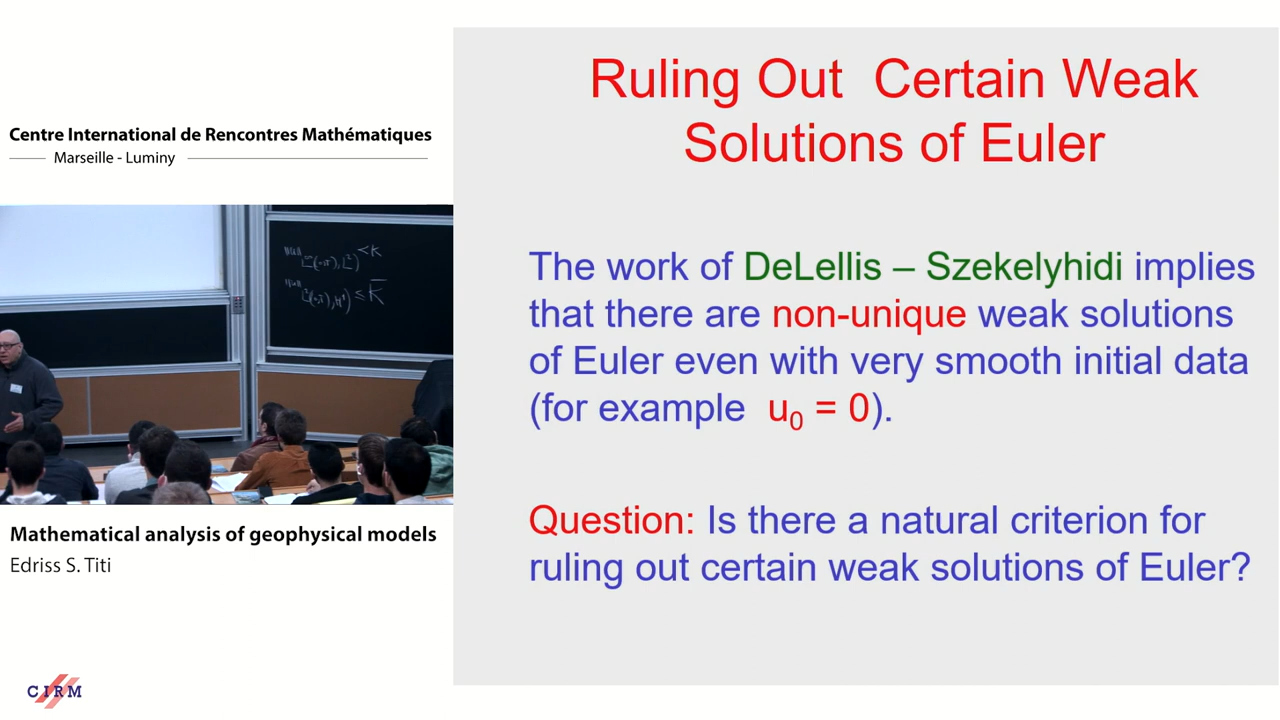 Centre International de Rencontres Mathématiques
Marseille - Luminy
Mathematical analysis of geophysical models
Edriss S. Titi
CIRM
Ruling Out Certain Weak
Solutions of Euler
The work of DeLellis – Szekelyhidi implies
that there are non-unique weak solutions
of Euler even with very smooth initial data
(for example u₀ = 0).
Question: Is there a natural criterion for
ruling out certain weak solutions of Euler?